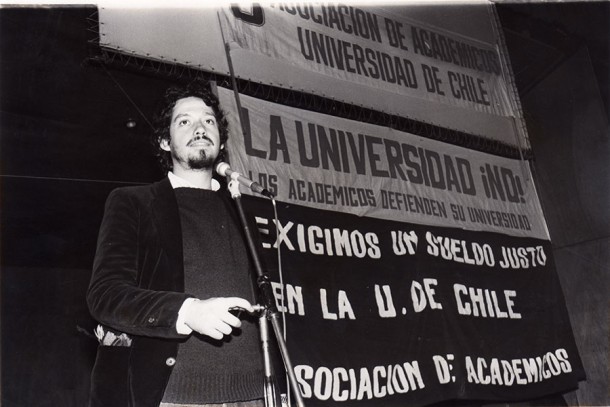 ASOCIACION DE ACADEMICOS
UNIVERSIDAD DE CHILE
LA UNIVERSIDAD ¡NO!
LOS ACADEMICOS DEFIENDEN SU UNIVERSIDAD
EXIGIMOS UN SUELDO JUSTO
EN LA U. DE CHILE
SOCIACION DE ACADEMICOS